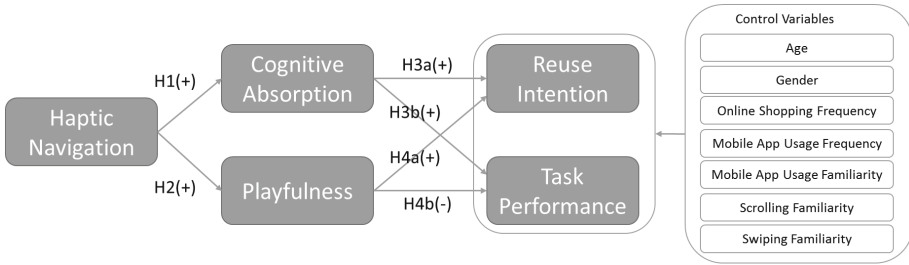 Haptic
Navigation
H1(+)
H2(+)
Cognitive
Absorption
Playfulness
H3a(+)
H3b(+)
H4a(+)
H4b(-)
Reuse
Intention
Task
Performance
Control Variables
Age
Gender
Online Shopping Frequency
Mobile App Usage Frequency
Mobile App Usage Familiarity
Scrolling Familiarity
Swiping Familiarity